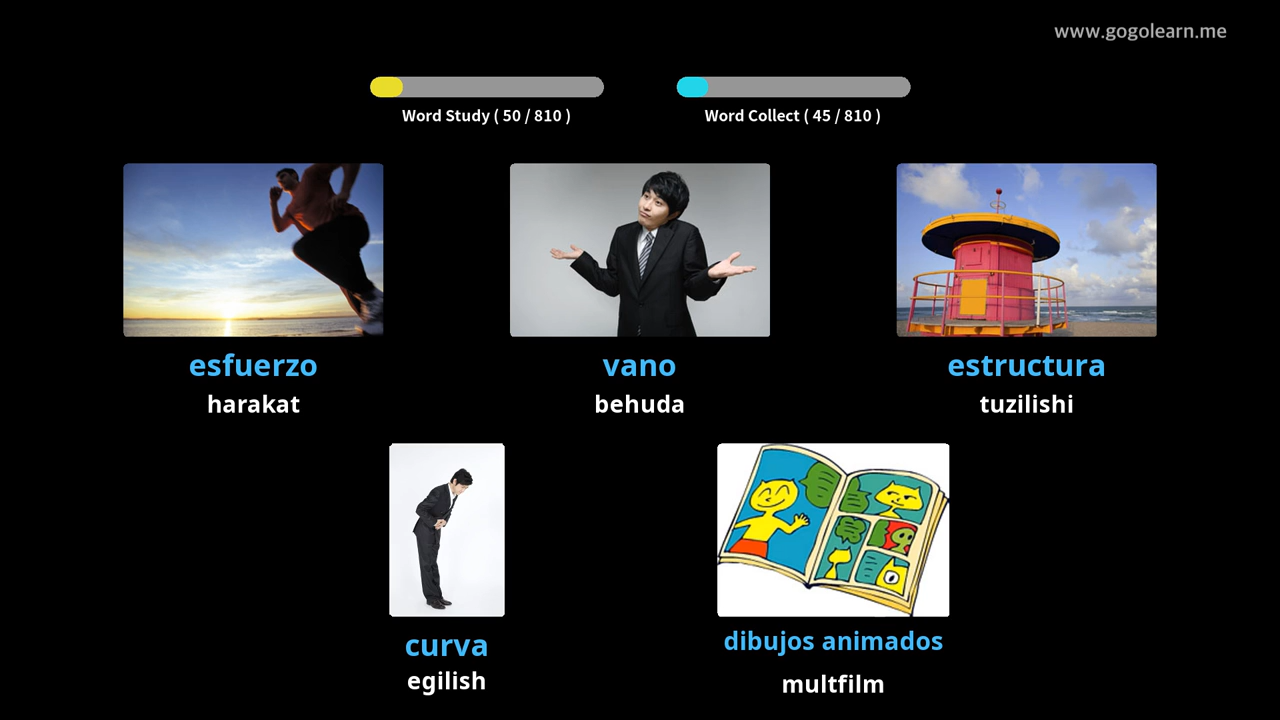 www.gogolearn.me
Word Study ( 50 / 810 )
Word Collect ( 45 / 810 )
esfuerzo
harakat
vano
behuda
estructura
tuzilishi
curva
egilish
dibujos animados
multfilm